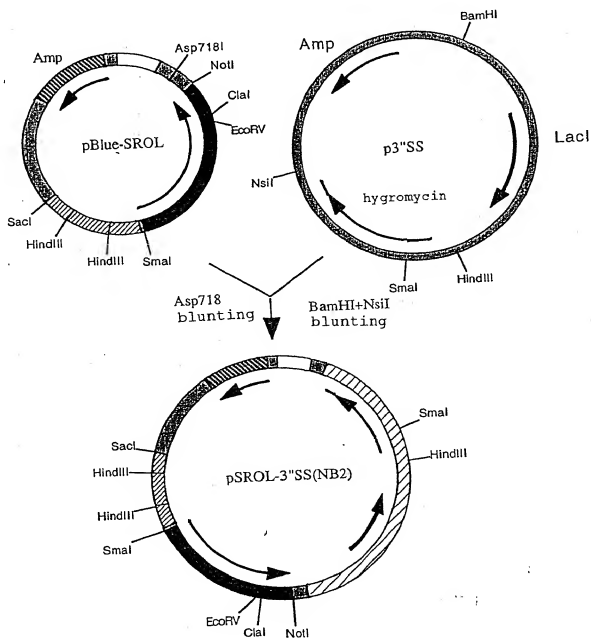 Amp
Asp718I
NotI
ClaI
EcoRV
pBlue-SROL
SacI
HindIII
HindIII
SmaI
BamHI
Amp
LacI
p3"SS
NsiI
hygromycin
HindIII
SmaI
Asp718
blunting
BamHI+NsiI
blunting
SmaI
HindIII
SacI
HindIII
HindIII
SmaI
pSROL-3"SS(NB2)
EcoRV
ClaI
NotI